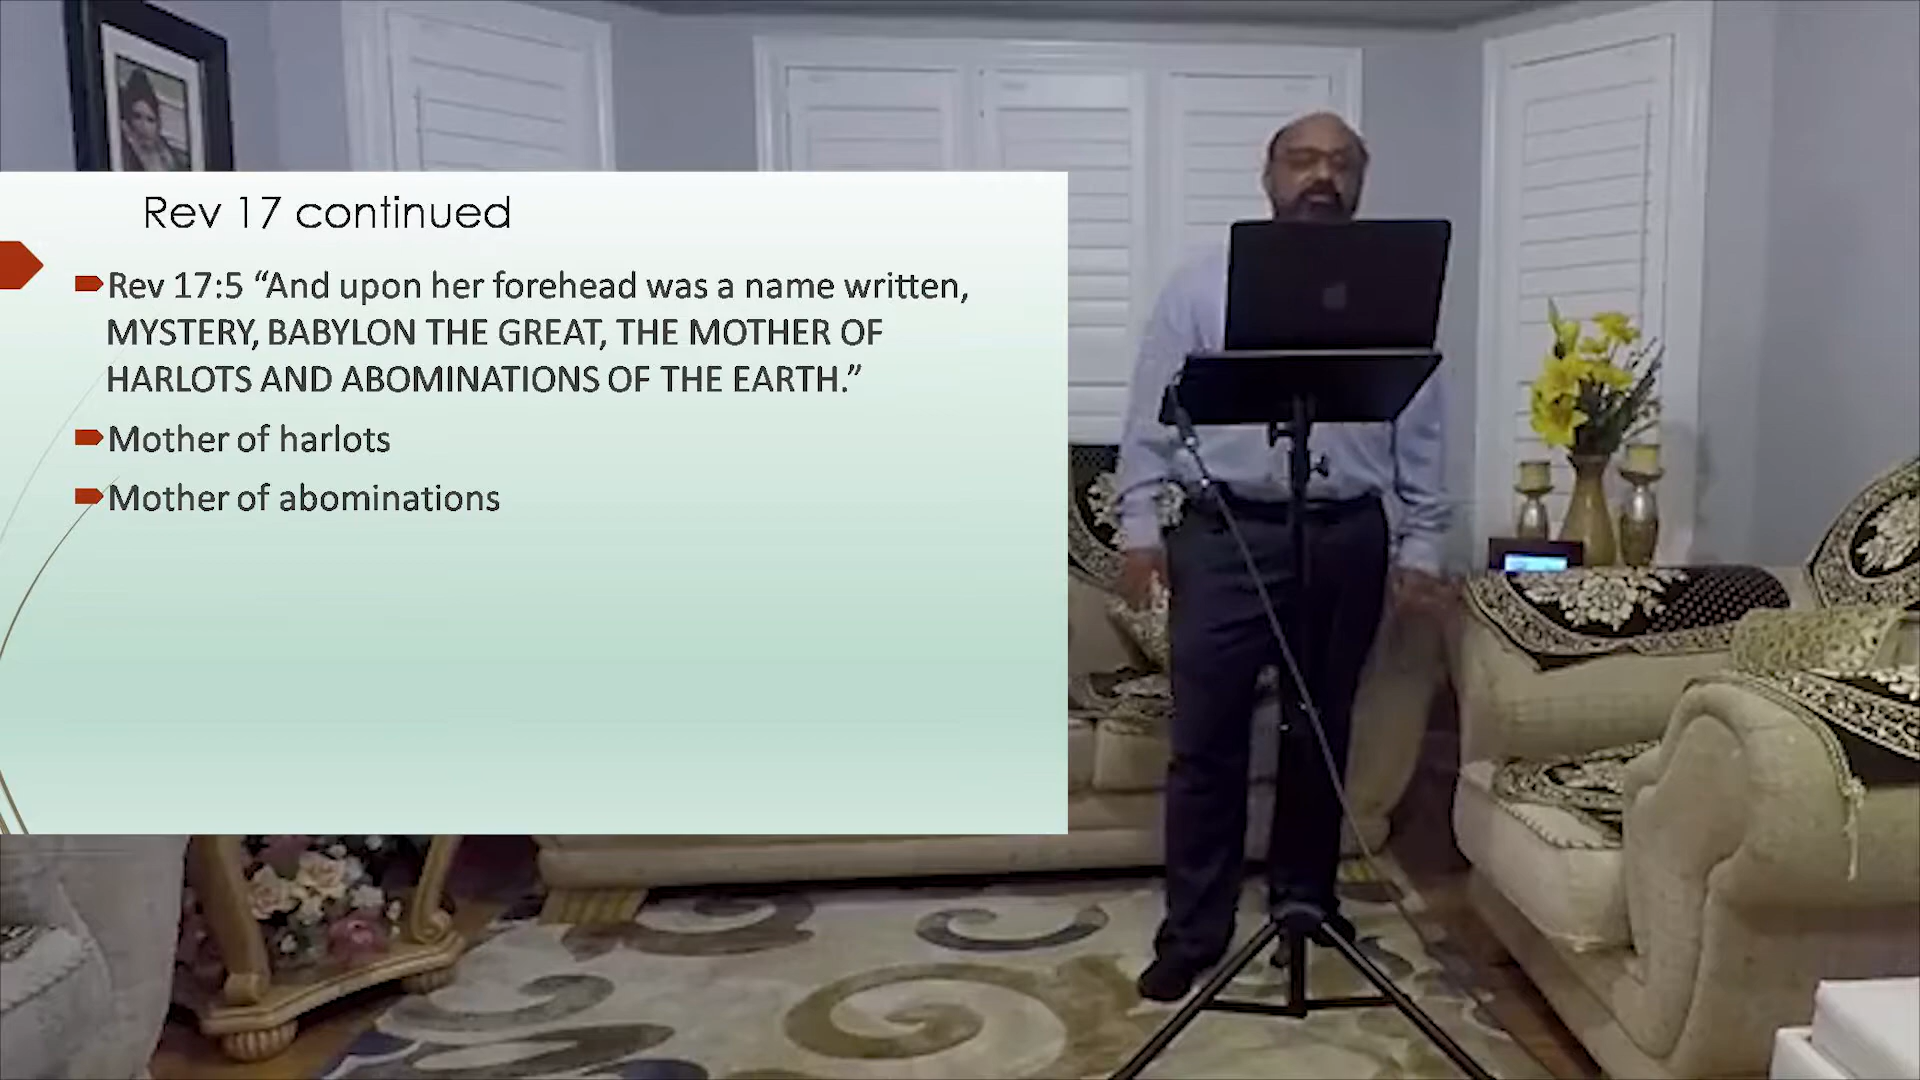 Rev 17 continued
Rev 17:5 “And upon her forehead was a name written,
MYSTERY, BABYLON THE GREAT, THE MOTHER OF
HARLOTS AND ABOMINATIONS OF THE EARTH.”
Mother of harlots
Mother of abominations